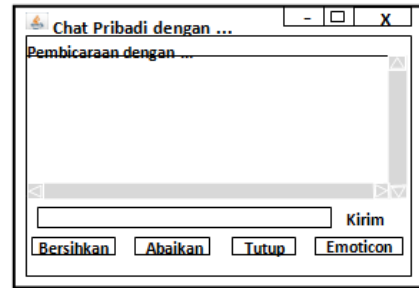 Chat Pribadi dengan ... - X
Pembicaraan dengan ...
Kirim
Bersihkan Abaikan Tutup Emoticon